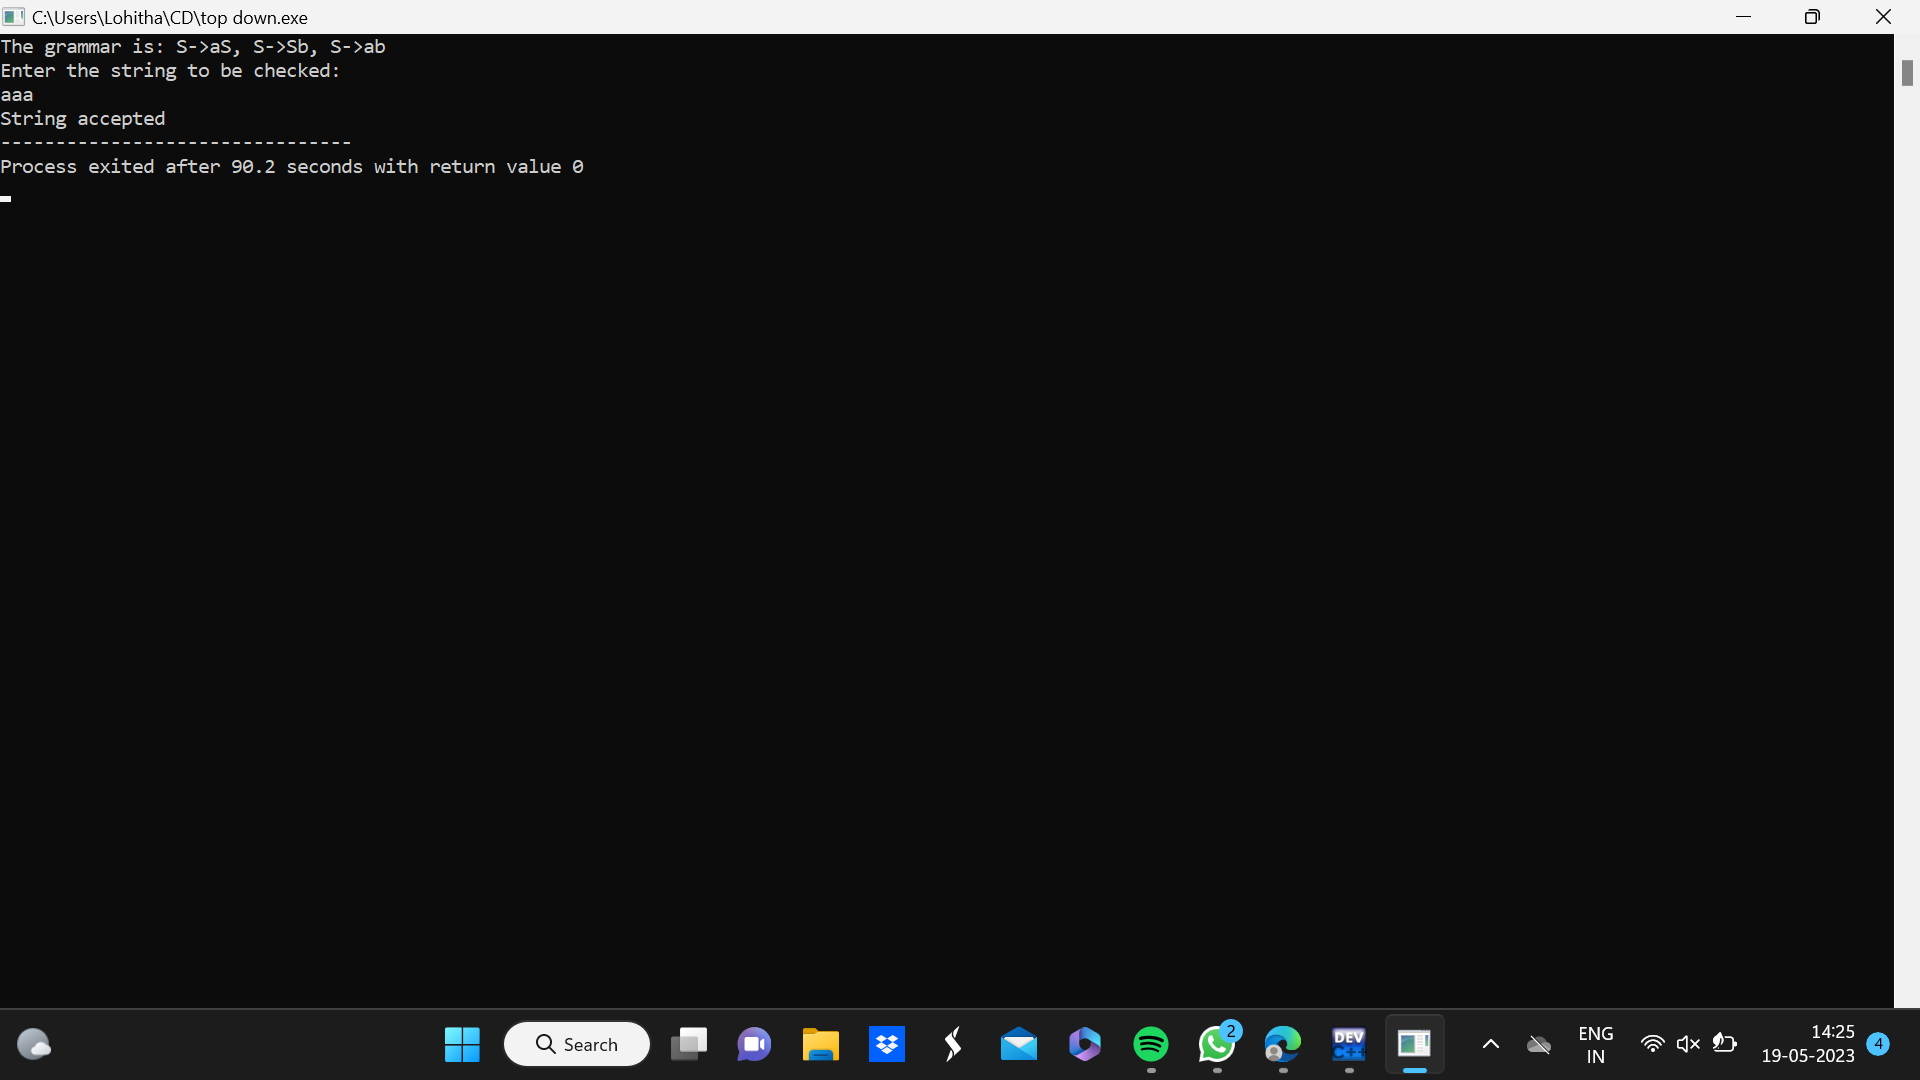 C:\Users\Lohitha\CD\top down.exe
The grammar is: S->aS, S->Sb, S->ab
Enter the string to be checked:
aaa
String accepted
--------------------------------
Process exited after 90.2 seconds with return value 0
Search
2
DEV
C++
ENG
IN
14:25
19-05-2023
4